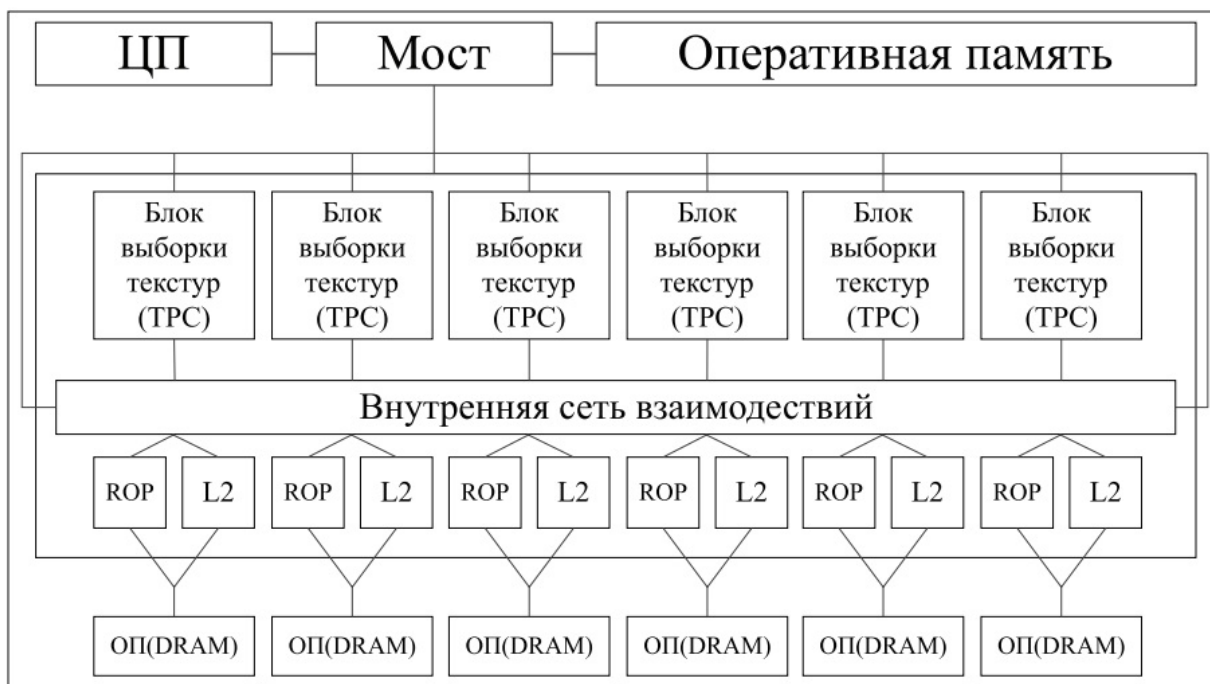 ЦП
Мост
Оперативная память
Блок
выборки
текстур
(TPC)
Блок
выборки
текстур
(TPC)
Блок
выборки
текстур
(TPC)
Блок
выборки
текстур
(TPC)
Блок
выборки
текстур
(TPC)
Блок
выборки
текстур
(TPC)
Внутренняя сеть взаимодествий
ROP
L2
ROP
L2
ROP
L2
ROP
L2
ROP
L2
ROP
L2
ОП(DRAM)
ОП(DRAM)
ОП(DRAM)
ОП(DRAM)
ОП(DRAM)
ОП(DRAM)